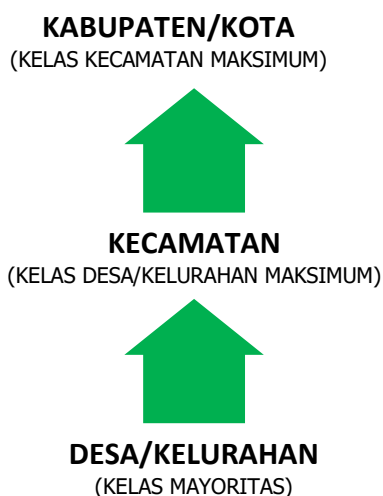 KABUPATEN/KOTA
(KELAS KECAMATAN MAKSIMUM)
KECAMATAN
(KELAS DESA/KELURAHAN MAKSIMUM)
DESA/KELURAHAN
(KELAS MAYORITAS)